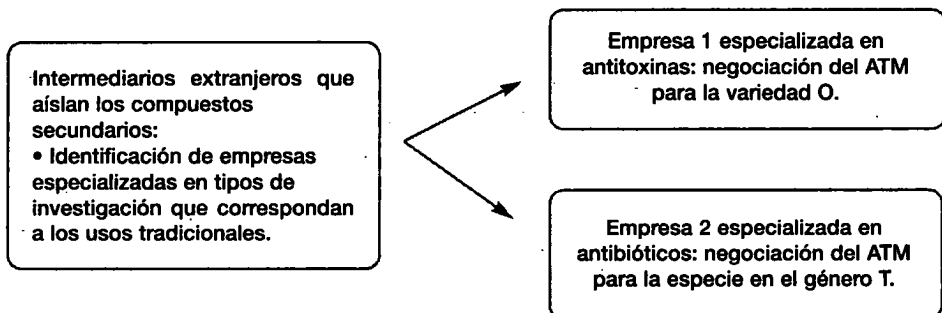 Intermediarios extranjeros que
aíslan los compuestos
secundarios:
• Identificación de empresas
especializadas en tipos de
investigación que correspondan
a los usos tradicionales.
Empresa 1 especializada en
antitoxinas: negociación del ATM
para la variedad O.
Empresa 2 especializada en
antibióticos: negociación del ATM
para la especie en el género T.